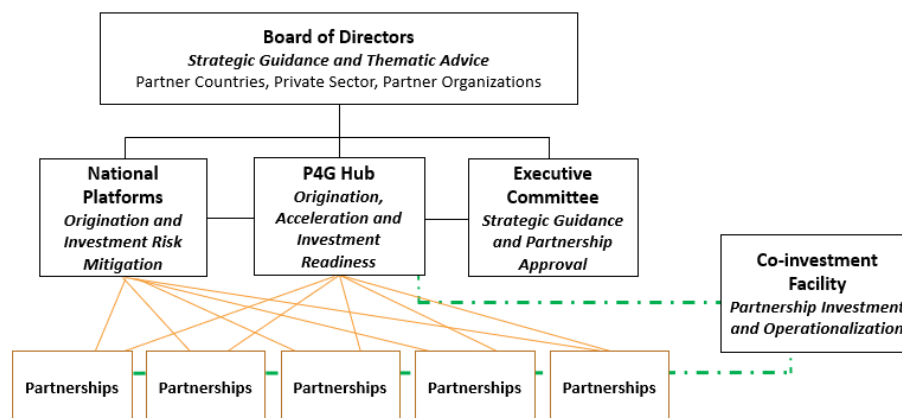 Board of Directors
Strategic Guidance and Thematic Advice
Partner Countries, Private Sector, Partner Organizations
National
Platforms
Origination and
Investment Risk
Mitigation
P4G Hub
Origination,
Acceleration and
Investment
Readiness
Executive
Committee
Strategic Guidance
and Partnership
Approval
Co-investment
Facility
Partnership Investment
and Operationalization
Partnerships
Partnerships
Partnerships
Partnerships
Partnerships